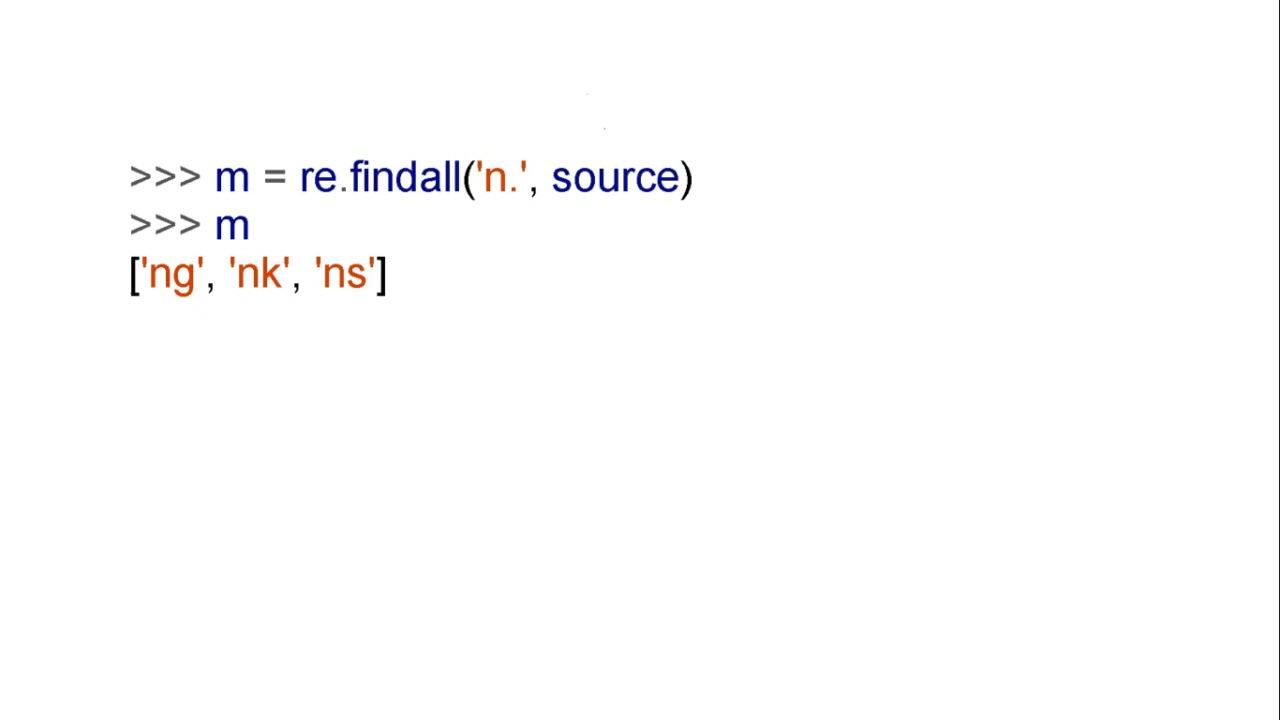 >>> m = re.findall('n.', source)
>>> m
['ng', 'nk', 'ns']